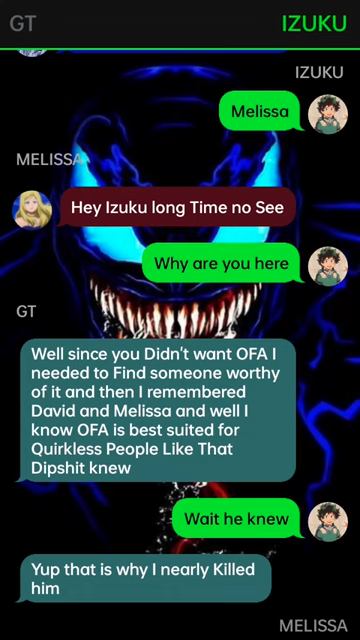 GT IZUKU
IZUKU
Melissa
MELISSA
Hey Izuku long Time no See
Why are you here
GT
Well since you Didn't want OFA I
needed to Find someone worthy
of it and then I remembered
David and Melissa and well I
know OFA is best suited for
Quirkless People Like That
Dipshit knew
Wait he knew
Yup that is why I nearly Killed
him
MELISSA